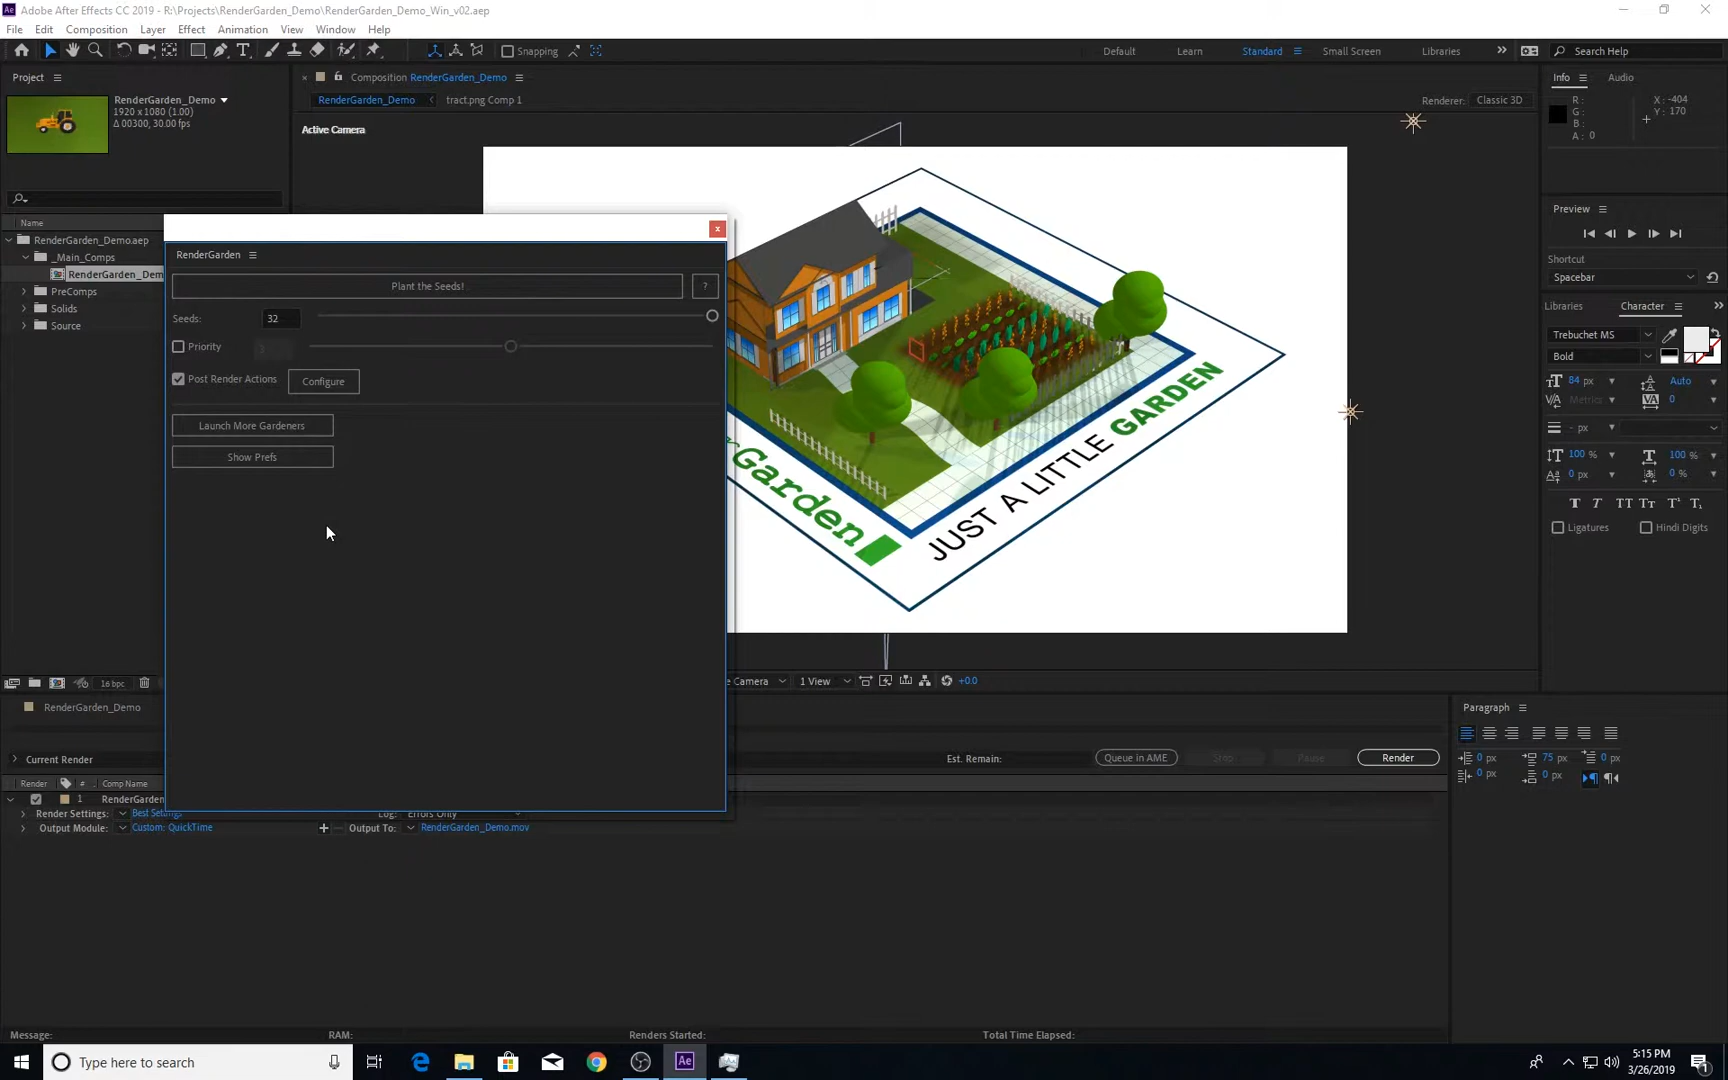 Adobe After Effects CC 2019 - R:\Projects\RenderGarden_Demo\RenderGarden_Demo_Win_v02.aep
File Edit Composition Layer Effect Animation View Window Help
Snapping
Default Learn Standard Small Screen Libraries
Search Help
Project
RenderGarden_Demo
1920 x 1080 (1.00)
Δ 00300, 30.00 fps
Composition RenderGarden_Demo
RenderGarden_Demo tract.png Comp 1
Renderer: Classic 3D
Active Camera
Name
RenderGarden_Demo.aep
_Main_Comps
RenderGarden_Dem
PreComps
Solids
Source
RenderGarden
Plant the Seeds!
?
Seeds: 32
Priority 3
Post Render Actions Configure
Launch More Gardeners
Show Prefs
rGarden
JUST A LITTLE GARDEN
Info Audio
R:
G:
B:
A: 0
X: -404
Y: 170
Preview
Shortcut
Spacebar
Libraries Character
Trebuchet MS
Bold
84 px Auto
Metrics 0
- px
100 % 100 %
0 px 0 %
Ligatures Hindi Digits
16 bpc
e Camera 1 View +0.0
RenderGarden_Demo
Current Render
Est. Remain:
Queue in AME Stop Pause Render
Render # Comp Name
1 RenderGarden
Render Settings: Best Settings Log: Errors Only
Output Module: Custom: QuickTime Output To: RenderGarden_Demo.mov
Paragraph
0 px 75 px 0 px
0 px 0 px
Message: RAM: Renders Started: Total Time Elapsed:
Type here to search
5:15 PM
3/26/2019
1